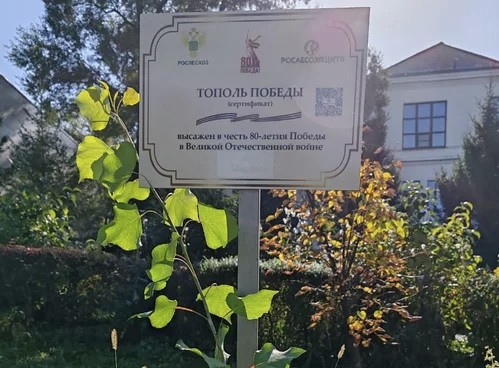 РОСЛЕСХОЗ
80
ПОБЕДА!
РОСЛЕСОЗАЩИТА
ТОПОЛЬ ПОБЕДЫ
(сертификат)
высажен в честь 80-летия Победы
в Великой Отечественной войне